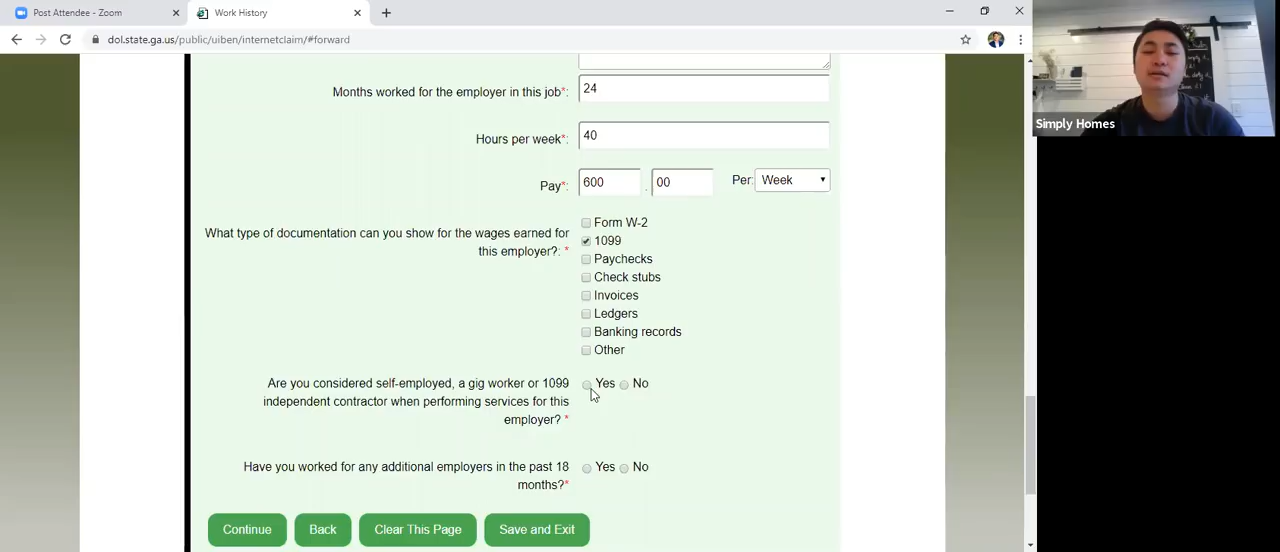 Post Attendee - Zoom
Work History
dol.state.ga.us/public/uiben/internetclaim/#forward
Simply Homes
Months worked for the employer in this job*: 24
Hours per week*: 40
Pay*: 600 . 00 Per: Week
What type of documentation can you show for the wages earned for
this employer?: *
Form W-2
1099
Paychecks
Check stubs
Invoices
Ledgers
Banking records
Other
Are you considered self-employed, a gig worker or 1099
independent contractor when performing services for this
employer? *
Yes No
Have you worked for any additional employers in the past 18
months?*
Yes No
Continue Back Clear This Page Save and Exit